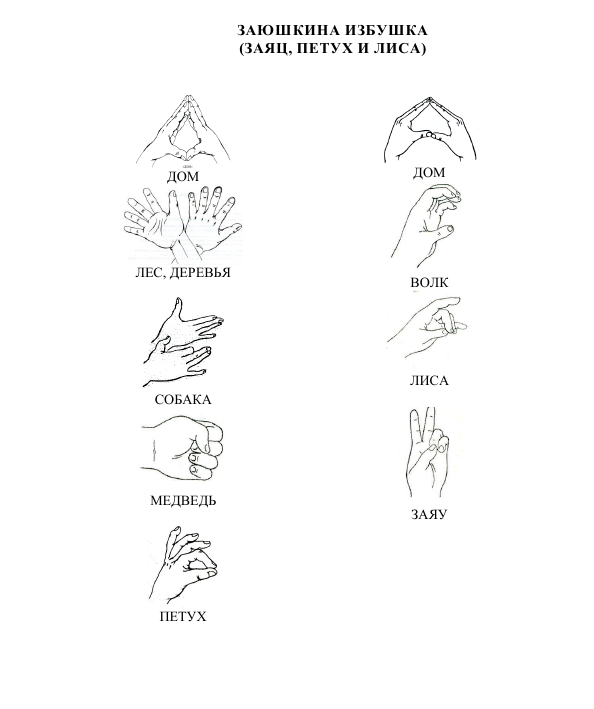 ЗАЮШКИНА ИЗБУШКА
(ЗАЯЦ, ПЕТУХ И ЛИСА)
ДОМ
ДОМ
ЛЕС, ДЕРЕВЬЯ
ВОЛК
СОБАКА
ЛИСА
МЕДВЕДЬ
ЗАЯУ
ПЕТУХ